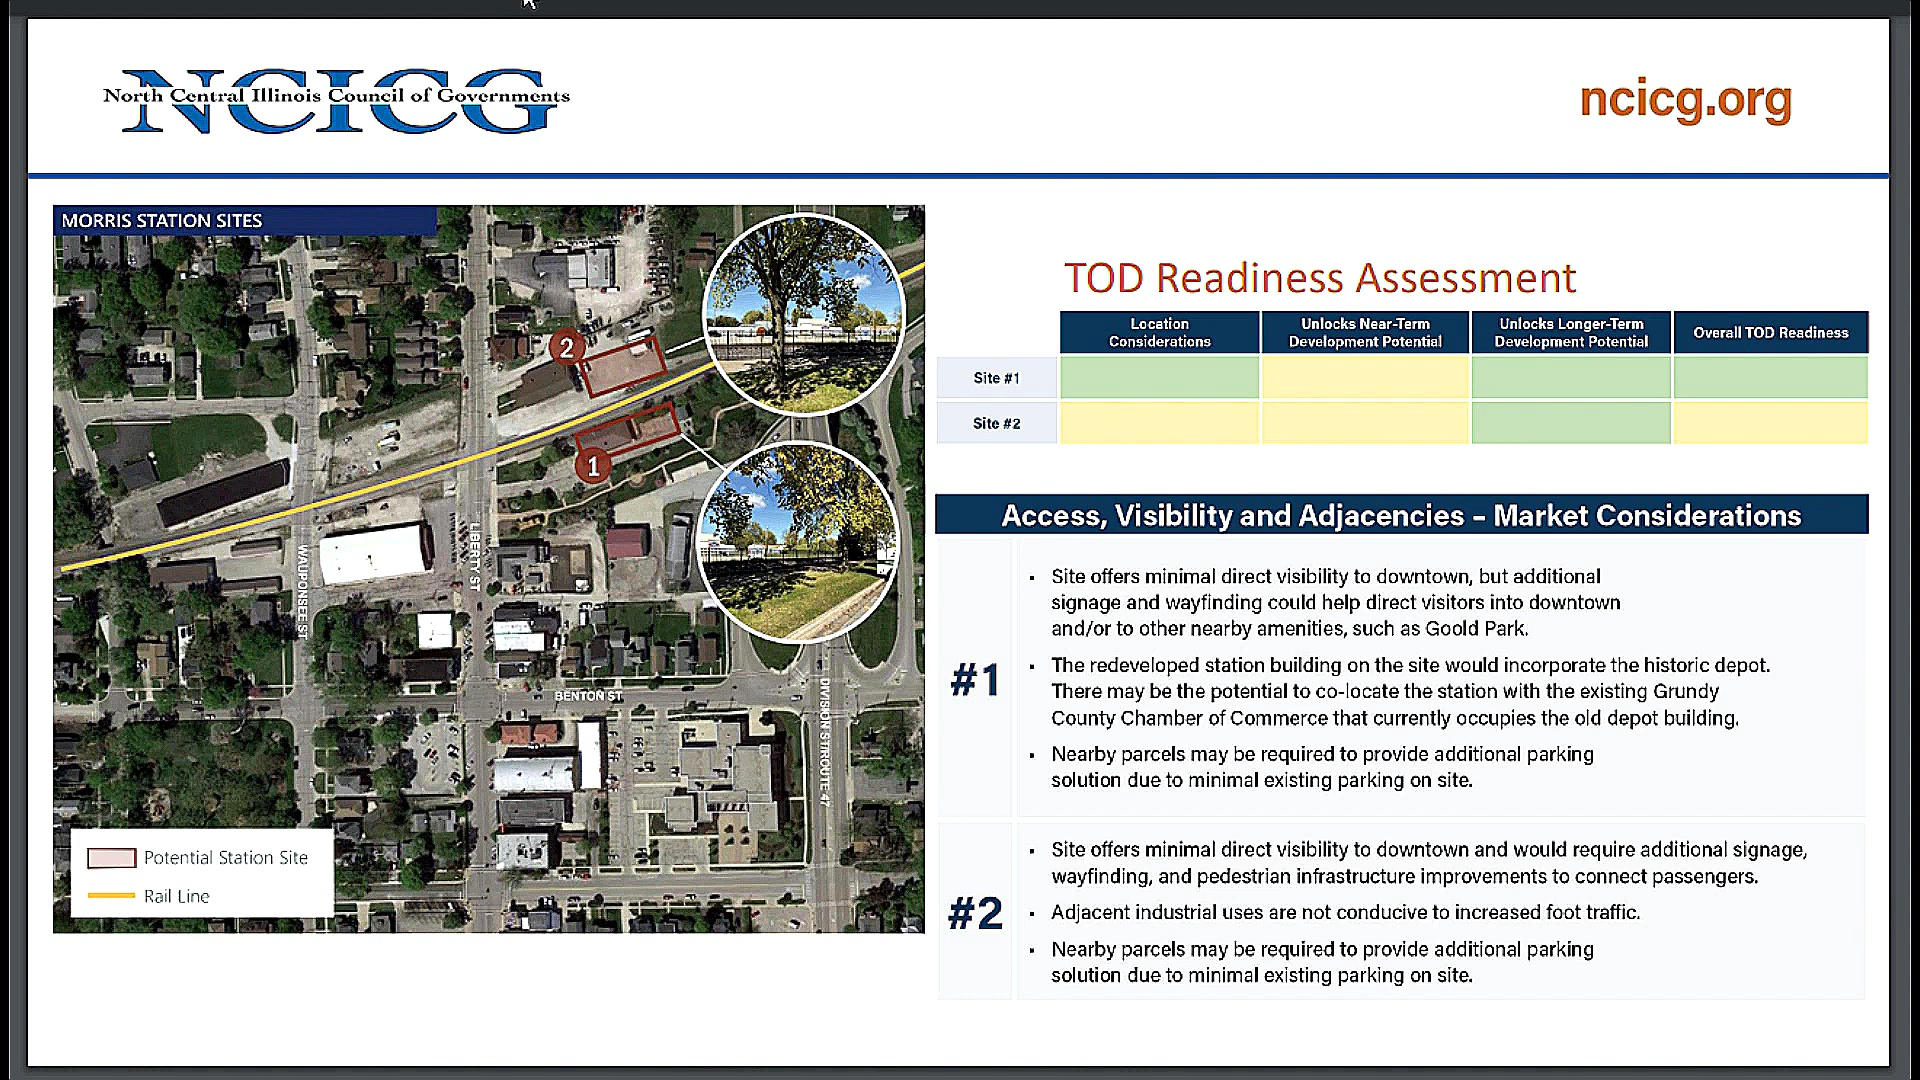 NCICG
North Central Illinois Council of Governments
ncicg.org
MORRIS STATION SITES
2
1
WAUPONSEE ST
LIBERTY ST
BENTON ST
DIVISION ST/ROUTE 47
Potential Station Site
Rail Line
TOD Readiness Assessment
Location
Considerations
Unlocks Near-Term
Development Potential
Unlocks Longer-Term
Development Potential
Overall TOD Readiness
Site #1
Site #2
Access, Visibility and Adjacencies – Market Considerations
#1
▪ Site offers minimal direct visibility to downtown, but additional
signage and wayfinding could help direct visitors into downtown
and/or to other nearby amenities, such as Goold Park.
▪ The redeveloped station building on the site would incorporate the historic depot.
There may be the potential to co-locate the station with the existing Grundy
County Chamber of Commerce that currently occupies the old depot building.
▪ Nearby parcels may be required to provide additional parking
solution due to minimal existing parking on site.
#2
▪ Site offers minimal direct visibility to downtown and would require additional signage,
wayfinding, and pedestrian infrastructure improvements to connect passengers.
▪ Adjacent industrial uses are not conducive to increased foot traffic.
▪ Nearby parcels may be required to provide additional parking
solution due to minimal existing parking on site.